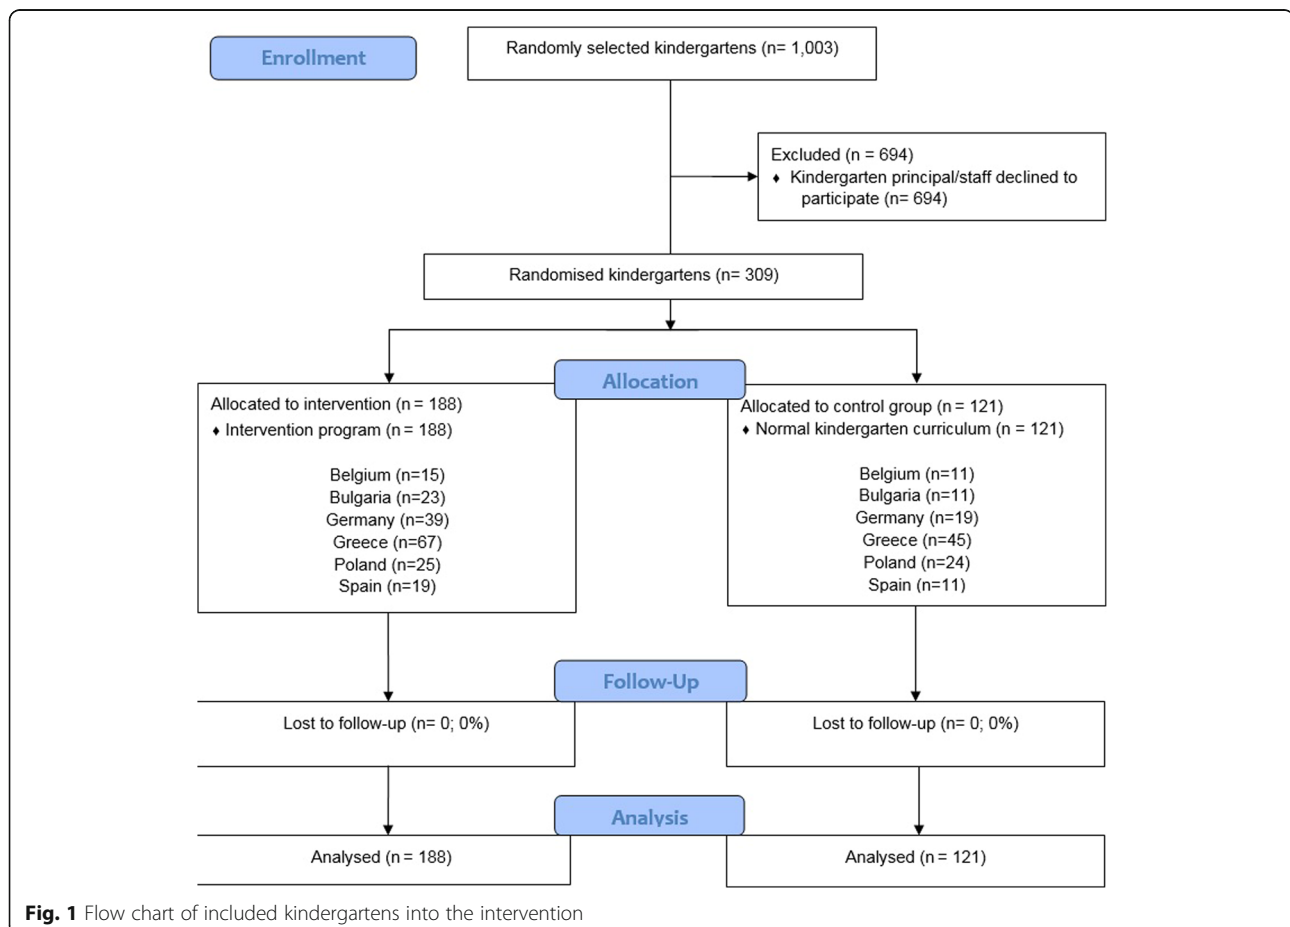 Enrollment
Randomly selected kindergartens (n= 1,003)
Excluded (n = 694)
♦ Kindergarten principal/staff declined to
participate (n= 694)
Randomised kindergartens (n= 309)
Allocation
Allocated to intervention (n = 188)
♦ Intervention program (n = 188)
Belgium (n=15)
Bulgaria (n=23)
Germany (n=39)
Greece (n=67)
Poland (n=25)
Spain (n=19)
Allocated to control group (n = 121)
♦ Normal kindergarten curriculum (n = 121)
Belgium (n=11)
Bulgaria (n=11)
Germany (n=19)
Greece (n=45)
Poland (n=24)
Spain (n=11)
Follow-Up
Lost to follow-up (n= 0; 0%)
Lost to follow-up (n= 0; 0%)
Analysis
Analysed (n = 188)
Analysed (n = 121)
Fig. 1 Flow chart of included kindergartens into the intervention